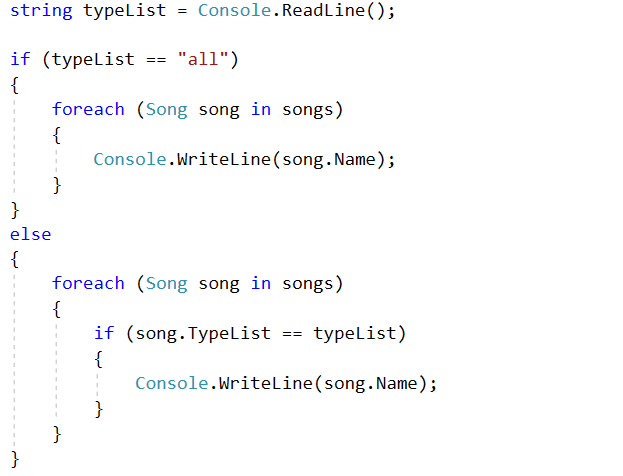 string typeList = Console.ReadLine();

if (typeList == "all")
{
    foreach (Song song in songs)
    {
        Console.WriteLine(song.Name);
    }
}
else
{
    foreach (Song song in songs)
    {
        if (song.TypeList == typeList)
        {
            Console.WriteLine(song.Name);
        }
    }
}